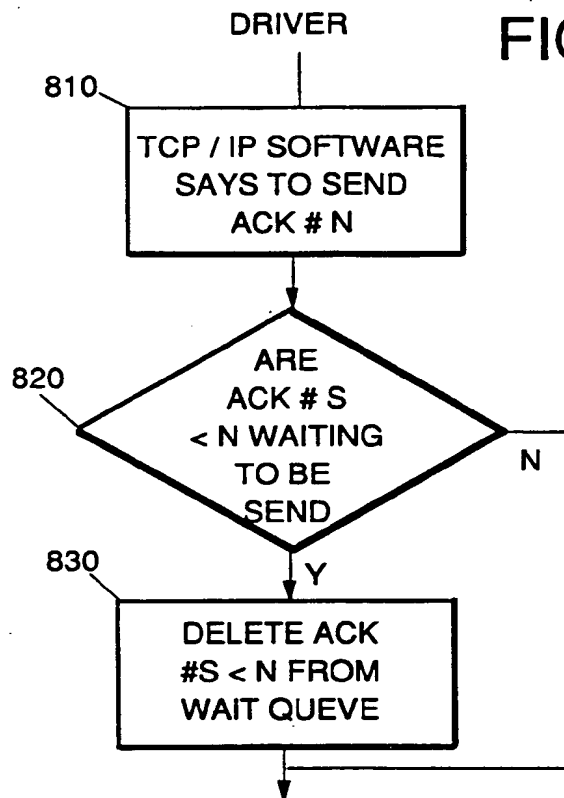 DRIVER
FIG
810
TCP / IP SOFTWARE
SAYS TO SEND
ACK # N
820
ARE
ACK # S
< N WAITING
TO BE
SEND
N
Y
830
DELETE ACK
#S < N FROM
WAIT QUEVE